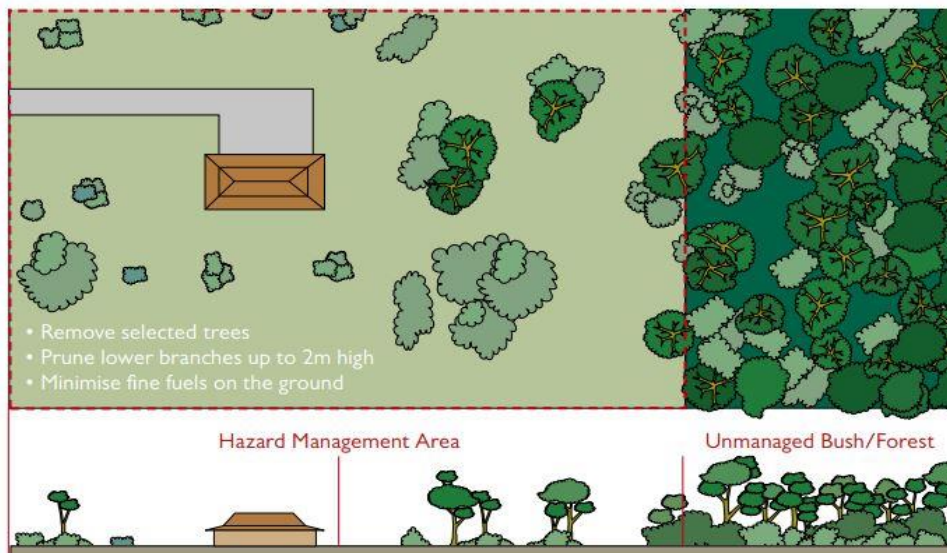 • Remove selected trees
• Prune lower branches up to 2m high
• Minimise fine fuels on the ground
Hazard Management Area
Unmanaged Bush/Forest